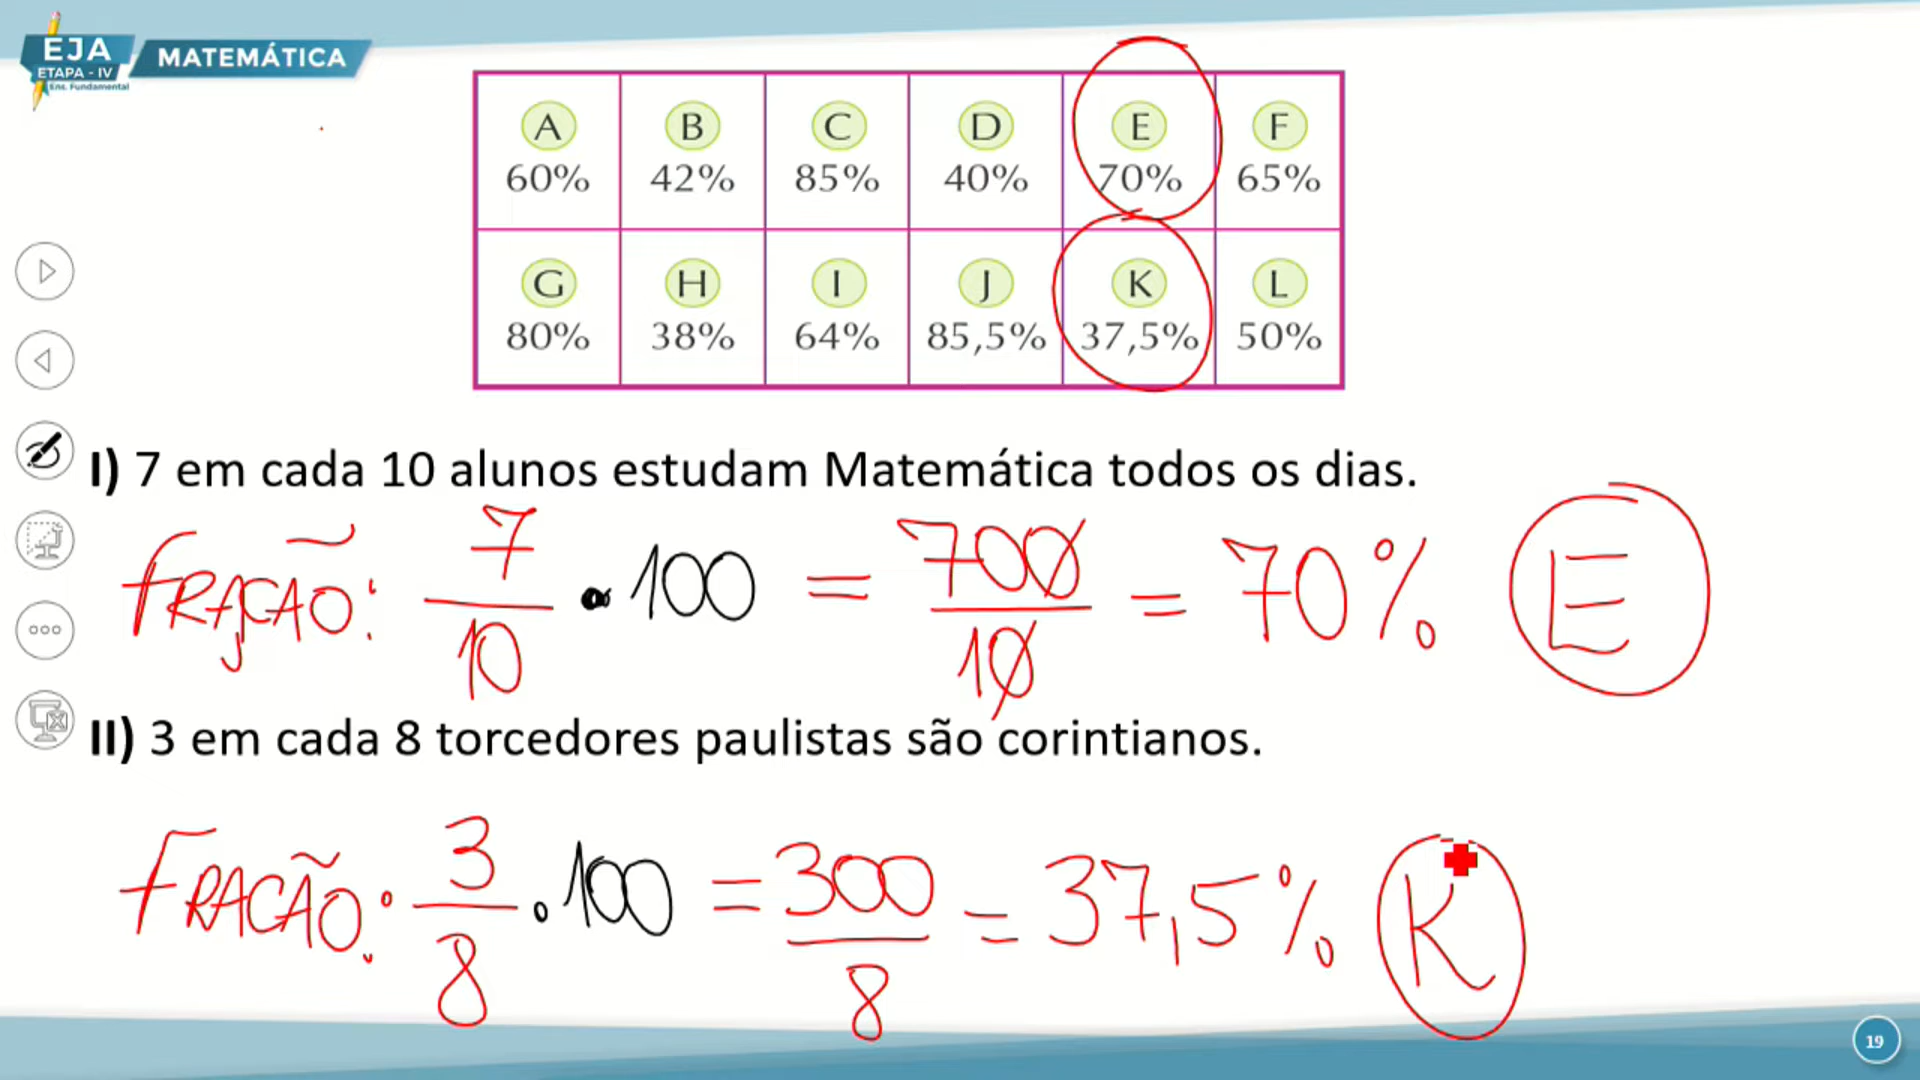 EJA
ETAPA - IV
Ens. Fundamental
MATEMÁTICA
A B C D E F
60% 42% 85% 40% 70% 65%
G H I J K L
80% 38% 64% 85,5% 37,5% 50%
I) 7 em cada 10 alunos estudam Matemática todos os dias.
FRAÇÃO: 7/10 · 100 = 700/10 = 70% E
II) 3 em cada 8 torcedores paulistas são corintianos.
FRAÇÃO: 3/8 · 100 = 300/8 = 37,5% K
19